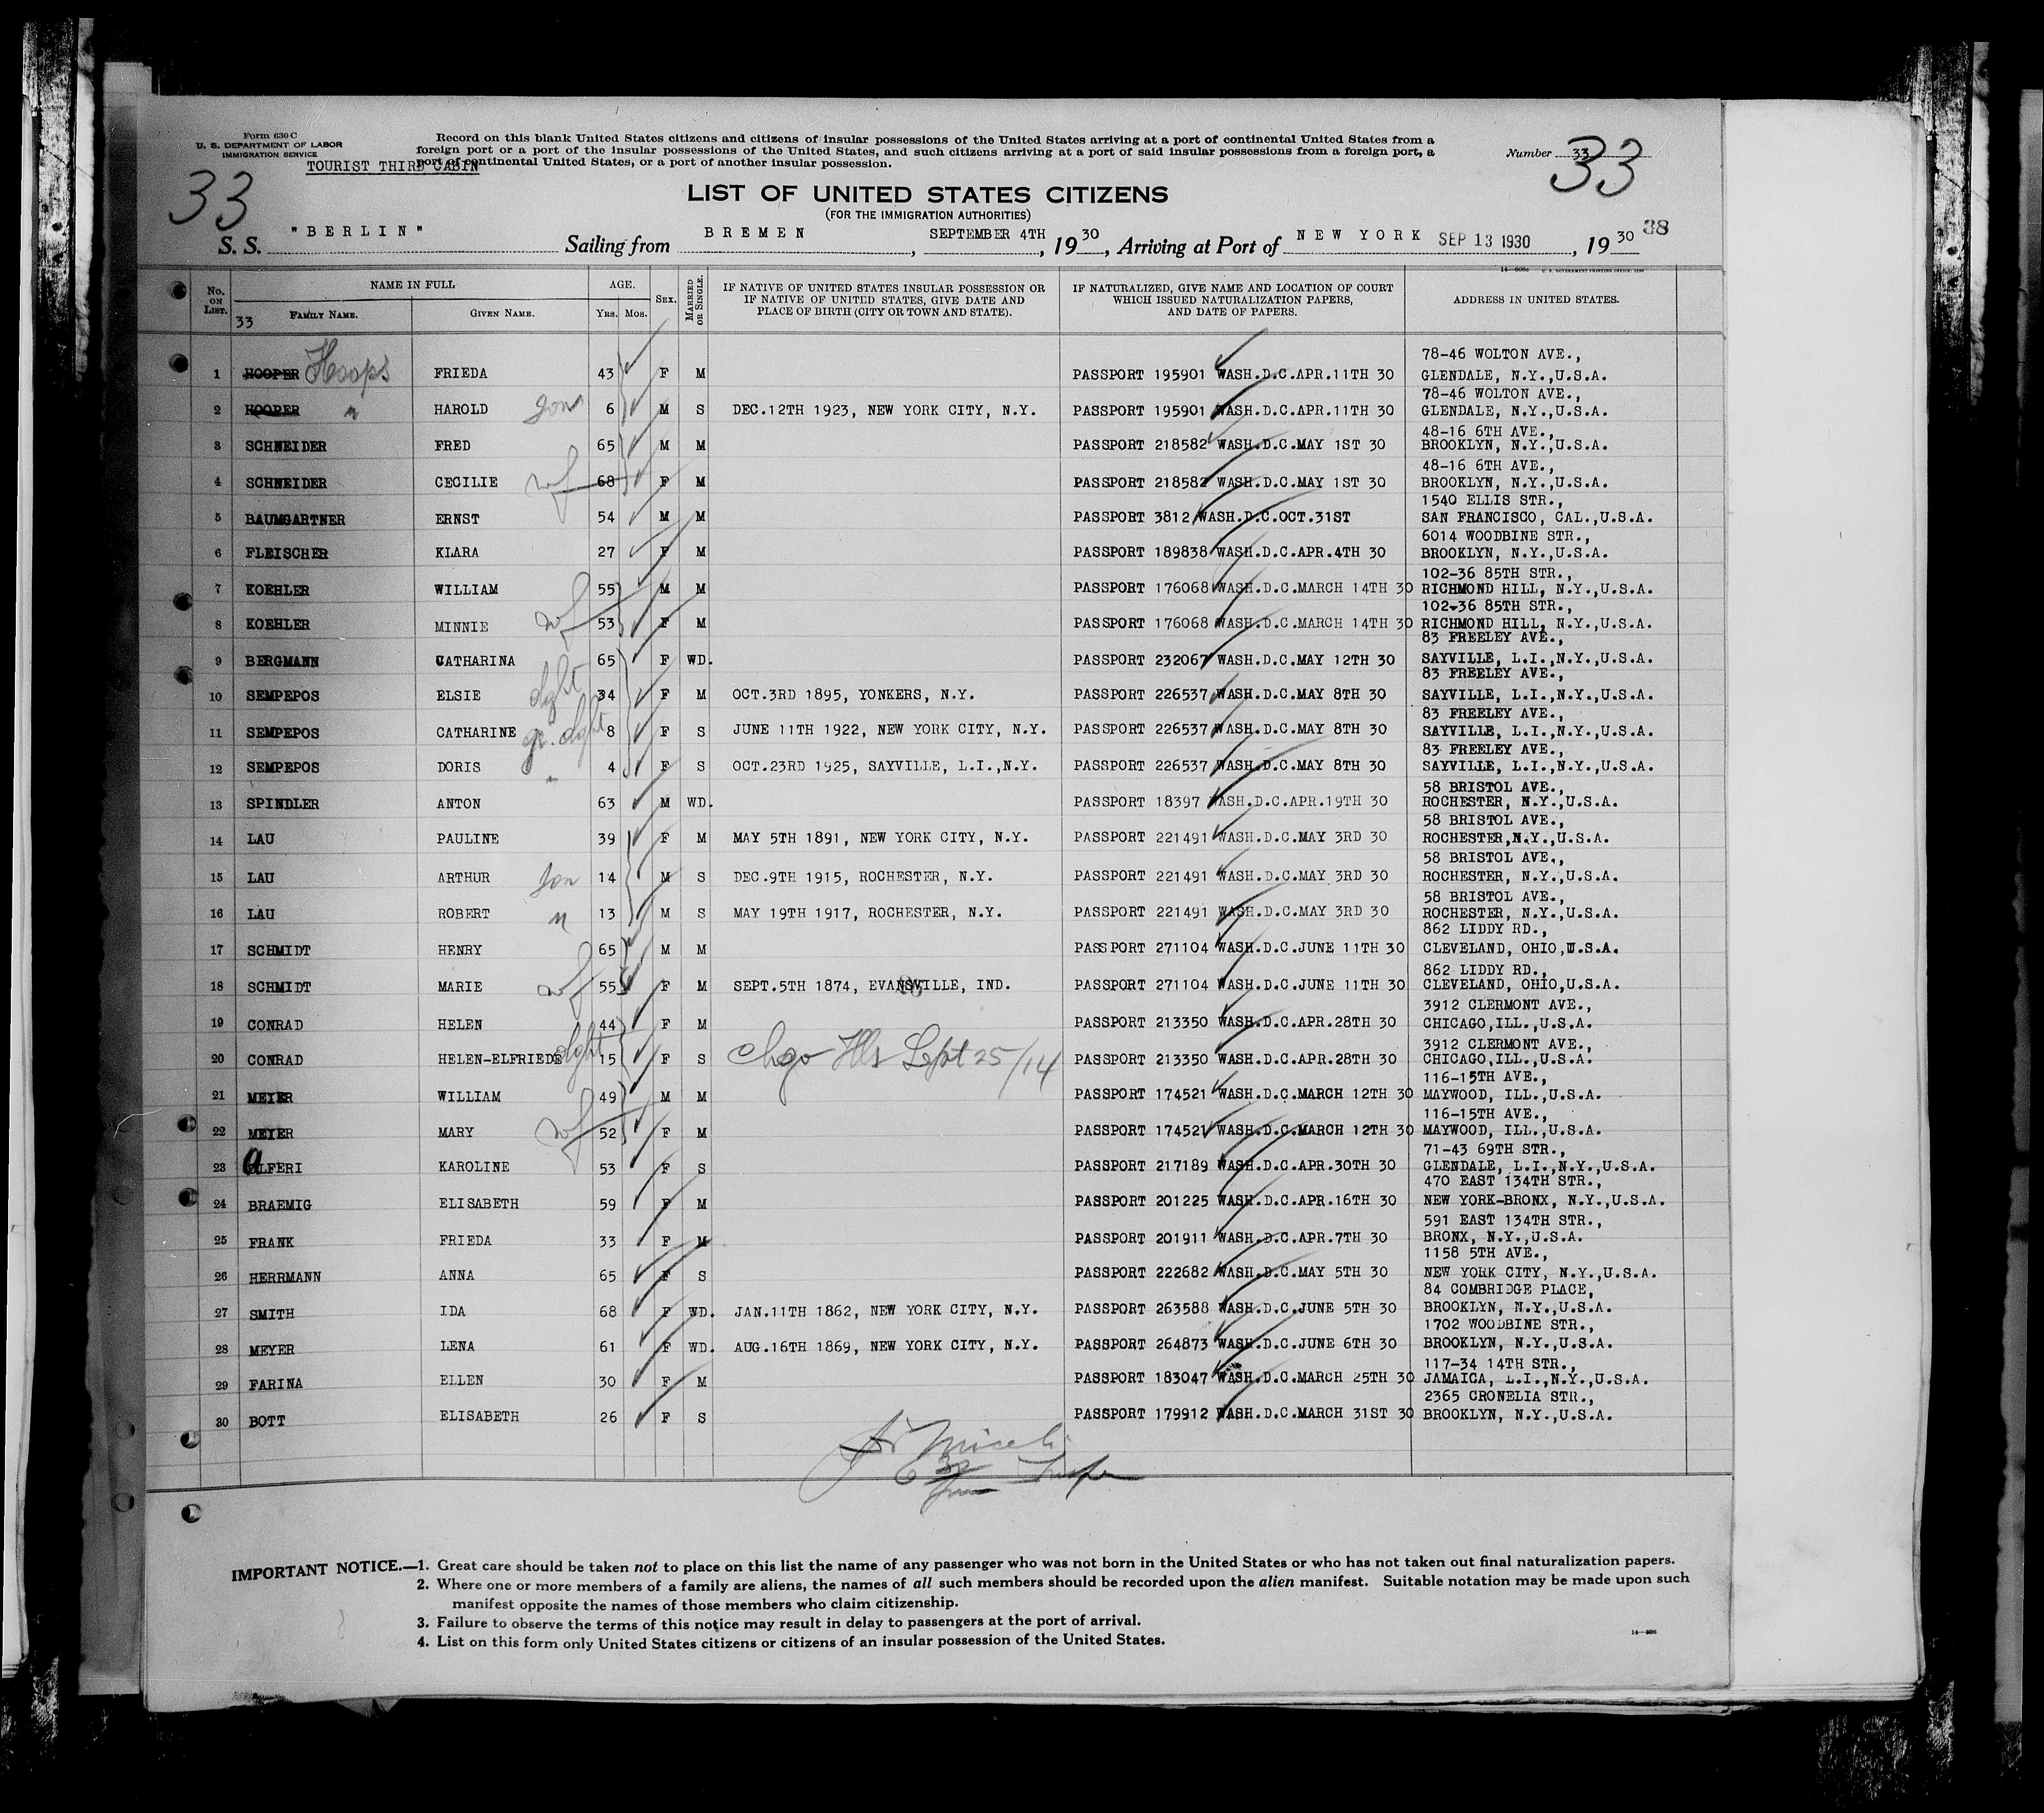 Form 630 C
U. S. DEPARTMENT OF LABOR
IMMIGRATION SERVICE
TOURIST THIRD CABIN
Record on this blank United States citizens and citizens of insular possessions of the United States arriving at a port of continental United States from a
foreign port or a port of the insular possessions of the United States, and such citizens arriving at a port of said insular possessions from a foreign port, a
port of continental United States, or a port of another insular possession.
Number 33
33
33
LIST OF UNITED STATES CITIZENS
(FOR THE IMMIGRATION AUTHORITIES)
38
S. S. "BERLIN" Sailing from BREMEN, SEPTEMBER 4TH, 19 30, Arriving at Port of NEW YORK SEP 13 1930, 19 30
No. ON LIST. NAME IN FULL AGE. SEX. MARRIED OR SINGLE. IF NATIVE OF UNITED STATES INSULAR POSSESSION OR IF NATIVE OF UNITED STATES, GIVE DATE AND PLACE OF BIRTH (CITY OR TOWN AND STATE). IF NATURALIZED, GIVE NAME AND LOCATION OF COURT WHICH ISSUED NATURALIZATION PAPERS, AND DATE OF PAPERS. ADDRESS IN UNITED STATES.
33 FAMILY NAME. GIVEN NAME. YRS. MOS.
78-46 WOLTON AVE.,
1 HOOPER Hoops FRIEDA 43 F M PASSPORT 195901 WASH.D.C.APR.11TH 30 GLENDALE, N.Y.,U.S.A.
78-46 WOLTON AVE.,
2 HOOPER " HAROLD son 6 M S DEC.12TH 1923, NEW YORK CITY, N.Y. PASSPORT 195901 WASH.D.C.APR.11TH 30 GLENDALE, N.Y.,U.S.A.
48-16 6TH AVE.,
3 SCHNEIDER FRED 65 M M PASSPORT 218582 WASH.D.C.MAY 1ST 30 BROOKLYN, N.Y.,U.S.A.
48-16 6TH AVE.,
4 SCHNEIDER CECILIE wf 68 F M PASSPORT 218582 WASH.D.C.MAY 1ST 30 BROOKLYN, N.Y.,U.S.A.
1540 ELLIS STR.,
5 BAUMGARTNER ERNST 54 M M PASSPORT 3812 WASH.D.C.OCT.31ST SAN FRANCISCO, CAL.,U.S.A.
6014 WOODBINE STR.,
6 FLEISCHER KLARA 27 F M PASSPORT 189838 WASH.D.C.APR.4TH 30 BROOKLYN, N.Y.,U.S.A.
102-36 85TH STR.,
7 KOEHLER WILLIAM 55 M M PASSPORT 176068 WASH.D.C.MARCH 14TH 30 RICHMOND HILL, N.Y.,U.S.A.
102-36 85TH STR.,
8 KOEHLER MINNIE wf 53 F M PASSPORT 176068 WASH.D.C.MARCH 14TH 30 RICHMOND HILL, N.Y.,U.S.A.
83 FREELEY AVE.,
9 BERGMANN CATHARINA 65 F WD. PASSPORT 232067 WASH.D.C.MAY 12TH 30 SAYVILLE, L.I.,N.Y.,U.S.A.
83 FREELEY AVE.,
10 SEMPEPOS ELSIE dght 34 F M OCT.3RD 1895, YONKERS, N.Y. PASSPORT 226537 WASH.D.C.MAY 8TH 30 SAYVILLE, L.I.,N.Y.,U.S.A.
83 FREELEY AVE.,
11 SEMPEPOS CATHARINE gr. dght 8 F S JUNE 11TH 1922, NEW YORK CITY, N.Y. PASSPORT 226537 WASH.D.C.MAY 8TH 30 SAYVILLE, L.I.,N.Y.,U.S.A.
83 FREELEY AVE.,
12 SEMPEPOS DORIS " 4 F S OCT.23RD 1925, SAYVILLE, L.I.,N.Y. PASSPORT 226537 WASH.D.C.MAY 8TH 30 SAYVILLE, L.I.,N.Y.,U.S.A.
58 BRISTOL AVE.,
13 SPINDLER ANTON 63 M WD. PASSPORT 18397 WASH.D.C.APR.19TH 30 ROCHESTER, N.Y.,U.S.A.
58 BRISTOL AVE.,
14 LAU PAULINE 39 F M MAY 5TH 1891, NEW YORK CITY, N.Y. PASSPORT 221491 WASH.D.C.MAY 3RD 30 ROCHESTER,N.Y.,U.S.A.
58 BRISTOL AVE.,
15 LAU ARTHUR son 14 M S DEC.9TH 1915, ROCHESTER, N.Y. PASSPORT 221491 WASH.D.C.MAY 3RD 30 ROCHESTER, N.Y.,U.S.A.
58 BRISTOL AVE.,
16 LAU ROBERT " 13 M S MAY 19TH 1917, ROCHESTER, N.Y. PASSPORT 221491 WASH.D.C.MAY 3RD 30 ROCHESTER, N.Y.,U.S.A.
862 LIDDY RD.,
17 SCHMIDT HENRY 65 M M PASSPORT 271104 WASH.D.C.JUNE 11TH 30 CLEVELAND, OHIO,U.S.A.
862 LIDDY RD.,
18 SCHMIDT MARIE wf 55 F M SEPT.5TH 1874, EVANSVILLE, IND. PASSPORT 271104 WASH.D.C.JUNE 11TH 30 CLEVELAND, OHIO,U.S.A.
3912 CLERMONT AVE.,
19 CONRAD HELEN 44 F M PASSPORT 213350 WASH.D.C.APR.28TH 30 CHICAGO,ILL.,U.S.A.
3912 CLERMONT AVE.,
20 CONRAD HELEN-ELFRIEDE dght 15 F S Chgo Ills Sept 25/14 PASSPORT 213350 WASH.D.C.APR.28TH 30 CHICAGO,ILL.,U.S.A.
116-15TH AVE.,
21 MEIER WILLIAM 49 M M PASSPORT 174521 WASH.D.C.MARCH 12TH 30 MAYWOOD, ILL.,U.S.A.
116-15TH AVE.,
22 MEIER MARY wf 52 F M PASSPORT 174521 WASH.D.C.MARCH 12TH 30 MAYWOOD, ILL.,U.S.A.
71-43 69TH STR.,
23 aLFERI KAROLINE 53 F S PASSPORT 217189 WASH.D.C.APR.30TH 30 GLENDALE, L.I.,N.Y.,U.S.A.
470 EAST 134TH STR.,
24 BRAEMIG ELISABETH 59 F M PASSPORT 201225 WASH.D.C.APR.16TH 30 NEW YORK-BRONX, N.Y.,U.S.A.
591 EAST 134TH STR.,
25 FRANK FRIEDA 33 F M PASSPORT 201911 WASH.D.C.APR.7TH 30 BRONX, N.Y.,U.S.A.
1158 5TH AVE.,
26 HERRMANN ANNA 65 F S PASSPORT 222682 WASH.D.C.MAY 5TH 30 NEW YORK CITY, N.Y.,U.S.A.
84 COMBRIDGE PLACE,
27 SMITH IDA 68 F WD. JAN.11TH 1862, NEW YORK CITY, N.Y. PASSPORT 263588 WASH.D.C.JUNE 5TH 30 BROOKLYN, N.Y.,U.S.A.
1702 WOODBINE STR.,
28 MEYER LENA 61 F WD. AUG.16TH 1869, NEW YORK CITY, N.Y. PASSPORT 264873 WASH.D.C.JUNE 6TH 30 BROOKLYN, N.Y.,U.S.A.
117-34 14TH STR.,
29 FARINA ELLEN 30 F M PASSPORT 183047 WASH.D.C.MARCH 25TH 30 JAMAICA, L.I.,N.Y.,U.S.A.
2365 CRONELIA STR.,
30 BOTT ELISABETH 26 F S PASSPORT 179912 WASH.D.C.MARCH 31ST 30 BROOKLYN, N.Y.,U.S.A.
IMPORTANT NOTICE.—1. Great care should be taken not to place on this list the name of any passenger who was not born in the United States or who has not taken out final naturalization papers.
2. Where one or more members of a family are aliens, the names of all such members should be recorded upon the alien manifest. Suitable notation may be made upon such
manifest opposite the names of those members who claim citizenship.
3. Failure to observe the terms of this notice may result in delay to passengers at the port of arrival.
4. List on this form only United States citizens or citizens of an insular possession of the United States.